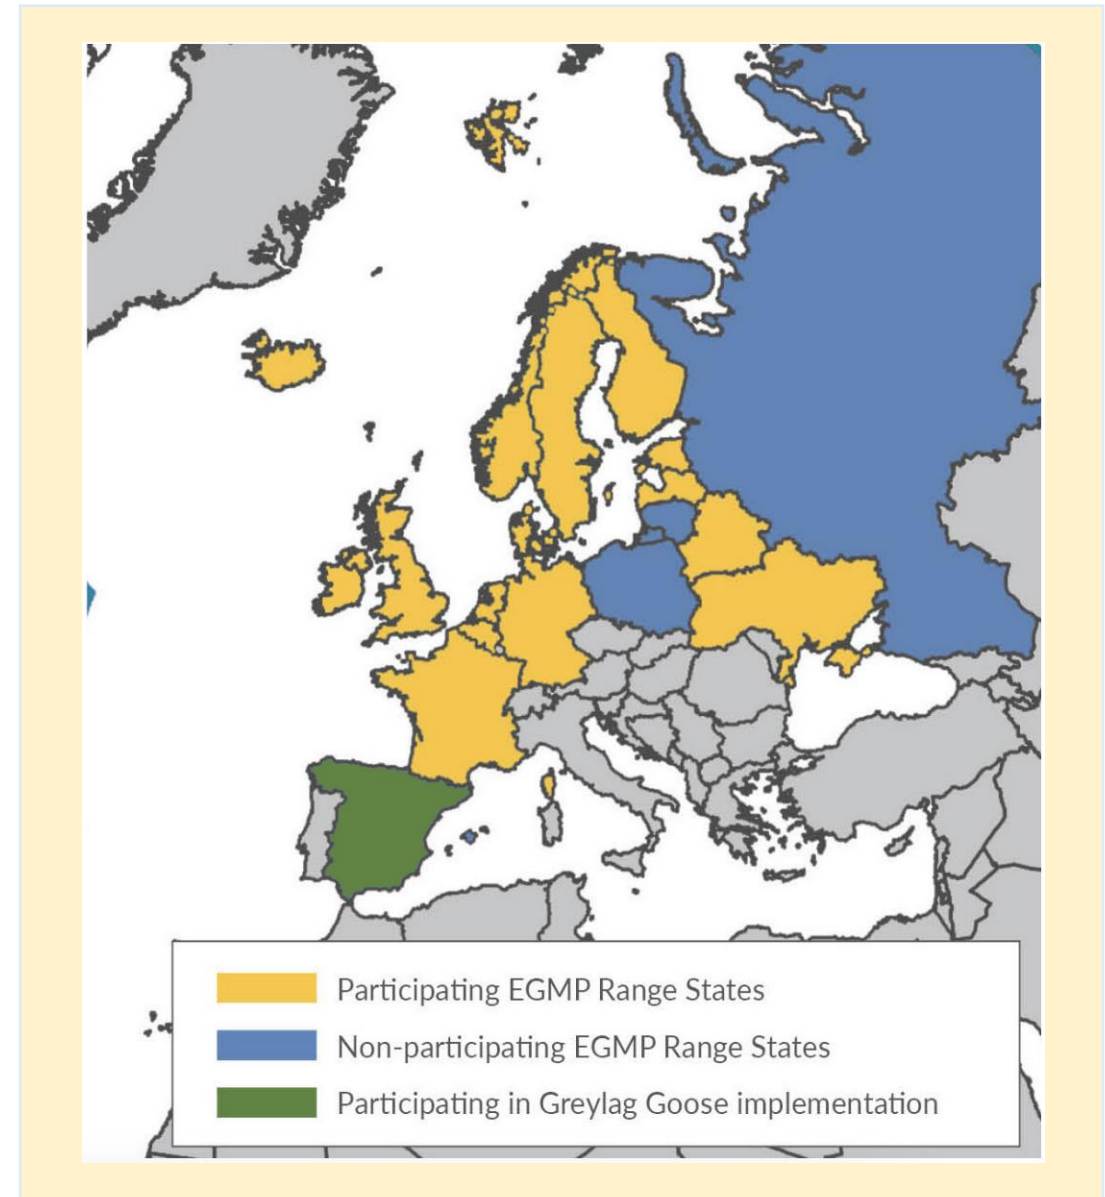 Participating EGMP Range States
Non-participating EGMP Range States
Participating in Greylag Goose implementation